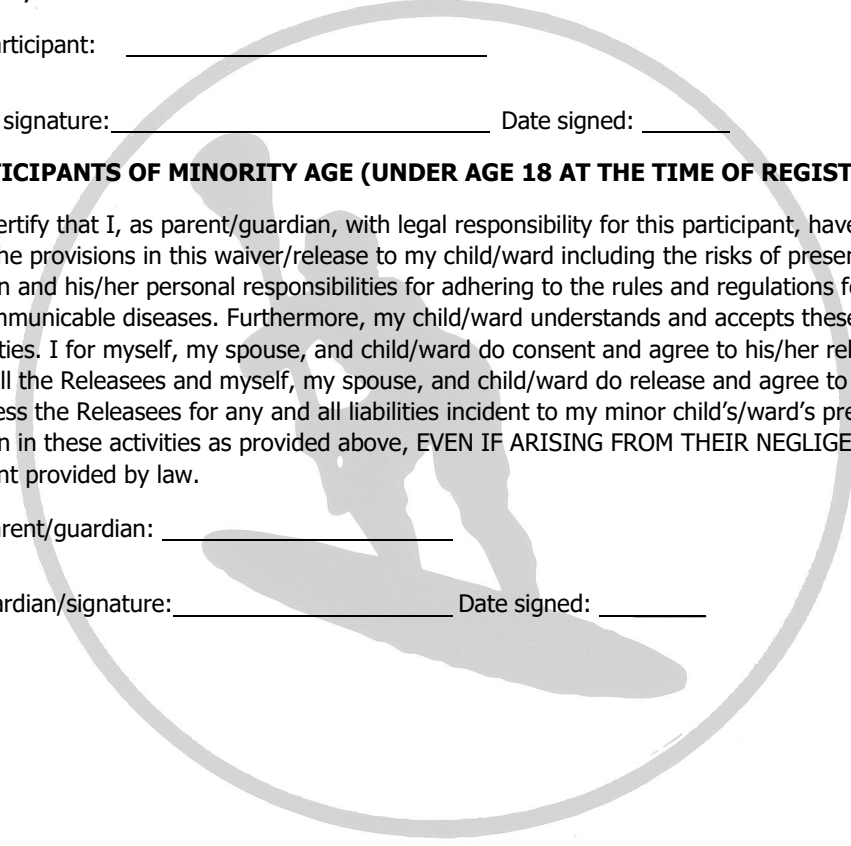 articipant: 
signature: Date signed:
TICIPANTS OF MINORITY AGE (UNDER AGE 18 AT THE TIME OF REGIST
ertify that I, as parent/guardian, with legal responsibility for this participant, have
he provisions in this waiver/release to my child/ward including the risks of presen
n and his/her personal responsibilities for adhering to the rules and regulations fo
mmunicable diseases. Furthermore, my child/ward understands and accepts these
ties. I for myself, my spouse, and child/ward do consent and agree to his/her rel
ll the Releasees and myself, my spouse, and child/ward do release and agree to
ess the Releasees for any and all liabilities incident to my minor child’s/ward’s pre
n in these activities as provided above, EVEN IF ARISING FROM THEIR NEGLIGE
nt provided by law.
arent/guardian:
ardian/signature: Date signed: